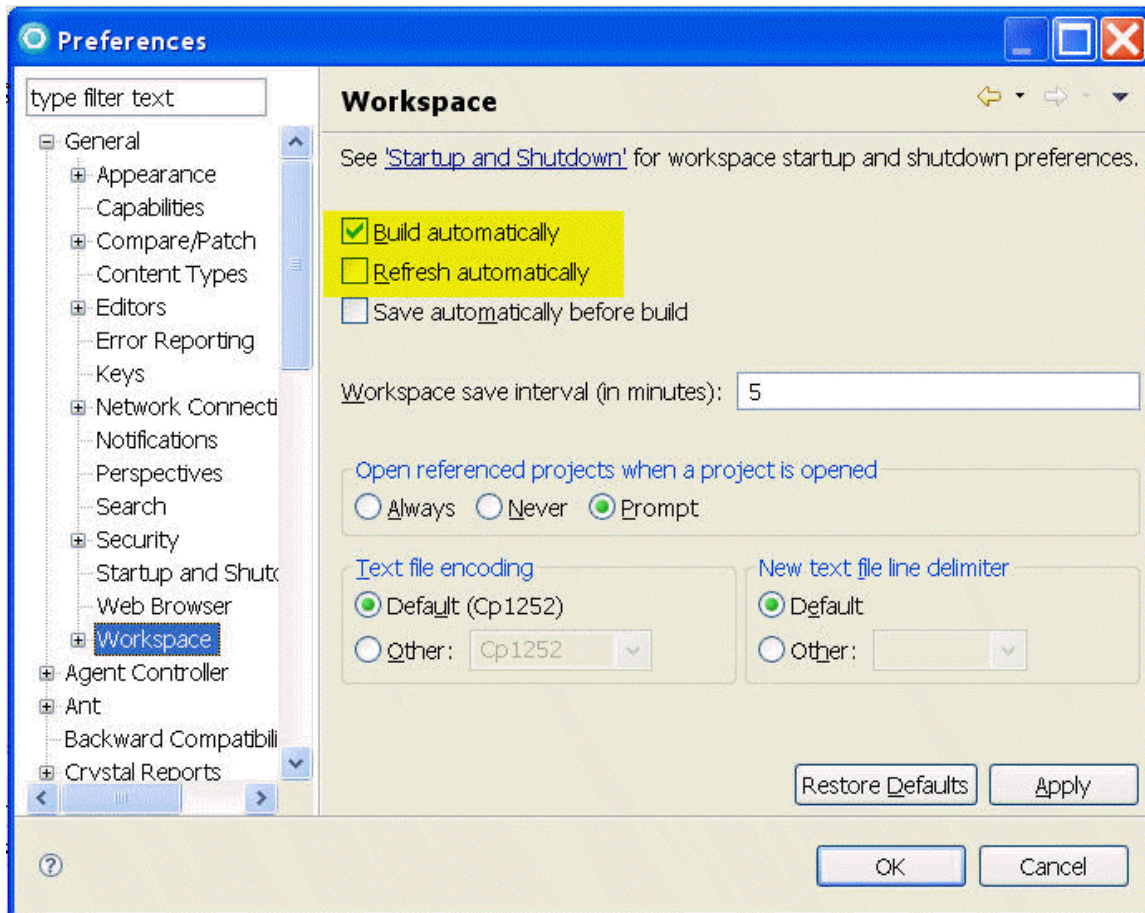 Preferences
type filter text
General
Appearance
Capabilities
Compare/Patch
Content Types
Editors
Error Reporting
Keys
Network Connecti
Notifications
Perspectives
Search
Security
Startup and Shutd
Web Browser
Workspace
Agent Controller
Ant
Backward Compatibili
Crystal Reports
Workspace
See 'Startup and Shutdown' for workspace startup and shutdown preferences.
Build automatically
Refresh automatically
Save automatically before build
Workspace save interval (in minutes): 5
Open referenced projects when a project is opened
Always Never Prompt
Text file encoding
Default (Cp1252)
Other: Cp1252
New text file line delimiter
Default
Other:
Restore Defaults Apply
OK Cancel